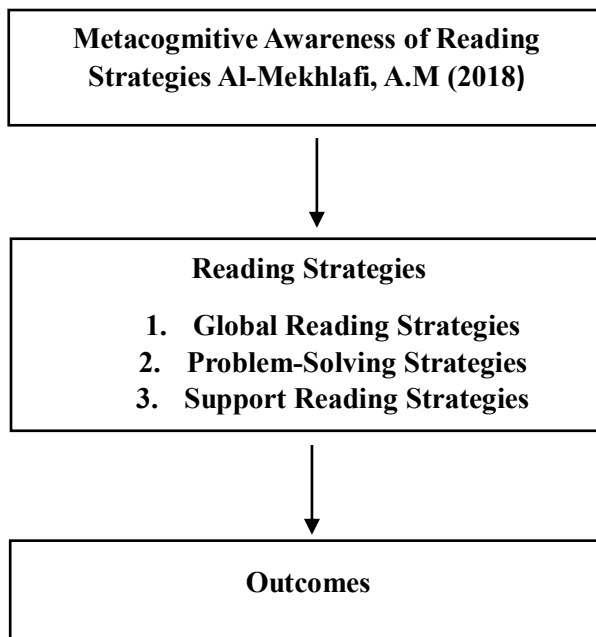 Metacogmitive Awareness of Reading
Strategies Al-Mekhlafi, A.M (2018)
Reading Strategies
1. Global Reading Strategies
2. Problem-Solving Strategies
3. Support Reading Strategies
Outcomes